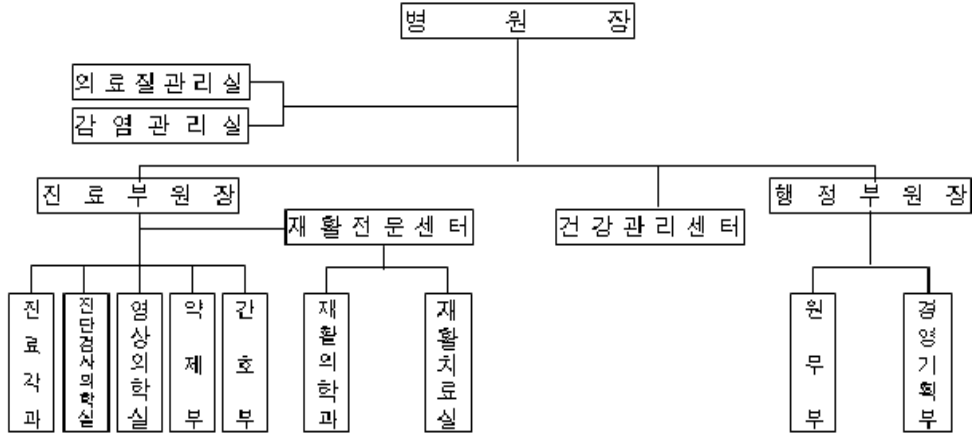 병 원 장
의 료 질 관 리 실
감 염 관 리 실
진 료 부 원 장
행 정 부 원 장
재 활 전 문 센 터
건 강 관 리 센 터
진료각과
진단검사의학실
영상의학실
약제부
간호부
재활의학과
재활치료실
원무부
경영기획부